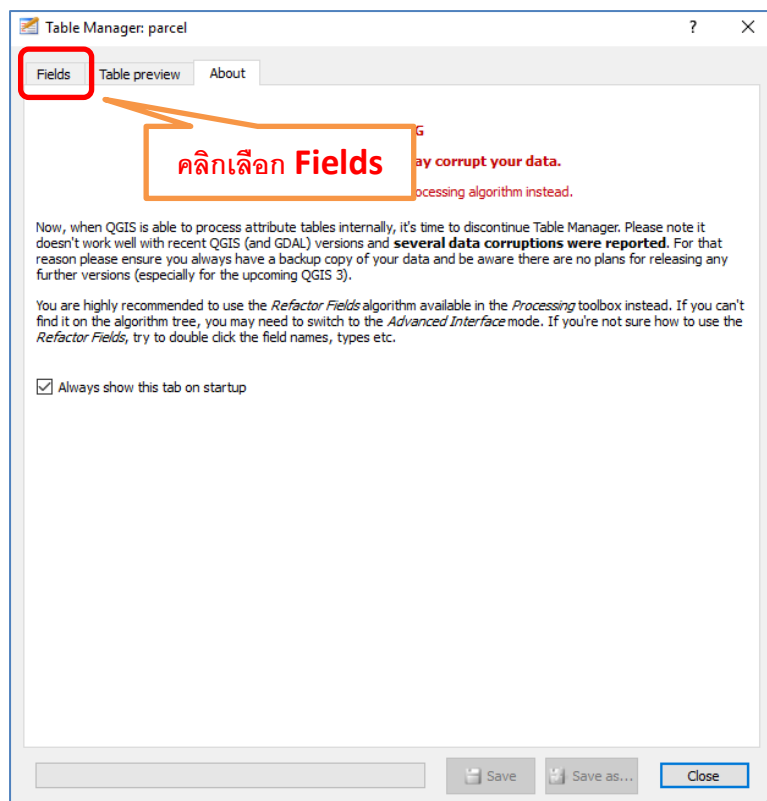 Table Manager: parcel
Fields Table preview About
G
คลิกเลือก Fields
ay corrupt your data.
ocessing algorithm instead.
Now, when QGIS is able to process attribute tables internally, it's time to discontinue Table Manager. Please note it
doesn't work well with recent QGIS (and GDAL) versions and several data corruptions were reported. For that
reason please ensure you always have a backup copy of your data and be aware there are no plans for releasing any
further versions (especially for the upcoming QGIS 3).
You are highly recommended to use the Refactor Fields algorithm available in the Processing toolbox instead. If you can't
find it on the algorithm tree, you may need to switch to the Advanced Interface mode. If you're not sure how to use the
Refactor Fields, try to double click the field names, types etc.
Always show this tab on startup
Save Save as... Close